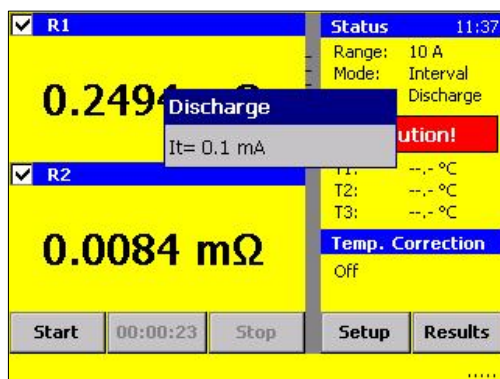 R1
0.2494
Discharge
It= 0.1 mA
R2
0.0084 mΩ
Start 00:00:23 Stop
Status 11:37
Range: 10 A
Mode: Interval
Discharge
T2: --,- °C
T3: --,- °C
Temp. Correction
Off
Setup Results